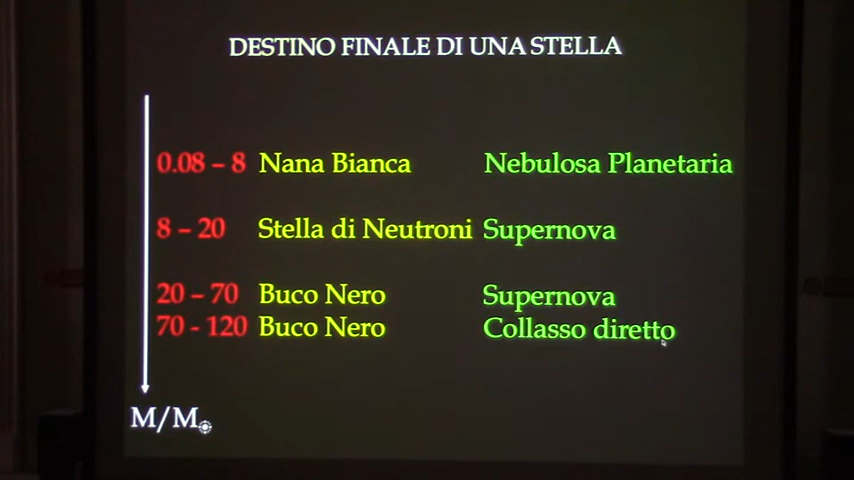 DESTINO FINALE DI UNA STELLA
0.08 – 8 Nana Bianca Nebulosa Planetaria
8 – 20 Stella di Neutroni Supernova
20 – 70 Buco Nero Supernova
70 - 120 Buco Nero Collasso diretto
M/M